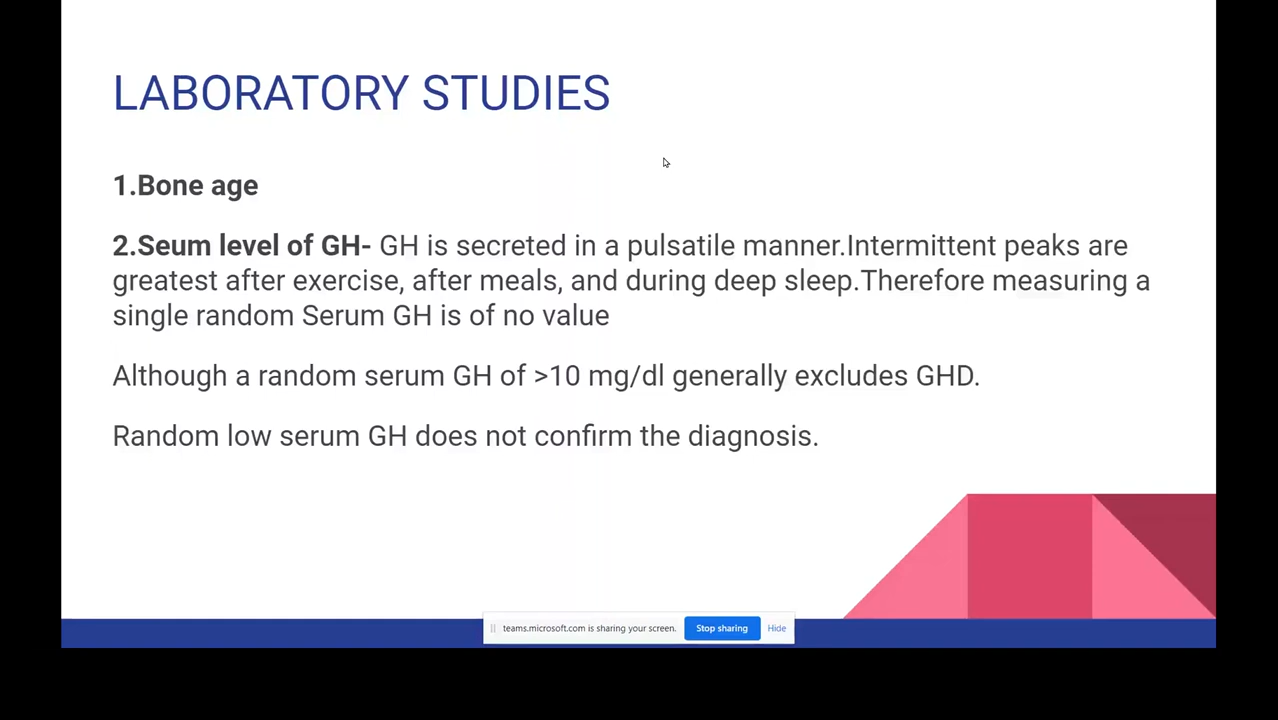 LABORATORY STUDIES
1.Bone age
2.Seum level of GH- GH is secreted in a pulsatile manner.Intermittent peaks are
greatest after exercise, after meals, and during deep sleep.Therefore measuring a
single random Serum GH is of no value
Although a random serum GH of >10 mg/dl generally excludes GHD.
Random low serum GH does not confirm the diagnosis.
teams.microsoft.com is sharing your screen. Stop sharing Hide